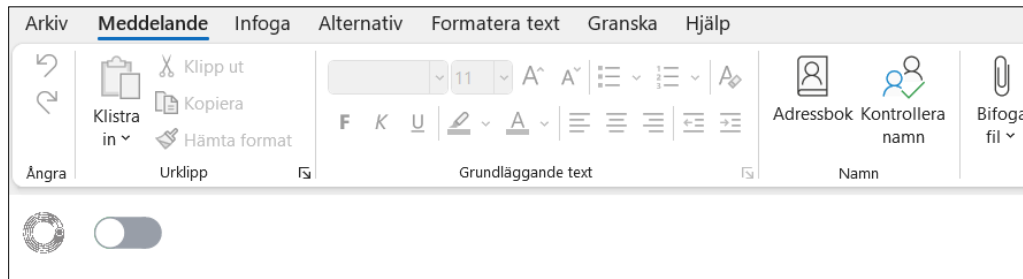 Arkiv Meddelande Infoga Alternativ Formatera text Granska Hjälp
Klipp ut
Kopiera
Hämta format
Klistra in
11
F K U
Adressbok
Kontrollera namn
Bifoga fil
Ångra Urklipp Grundläggande text Namn